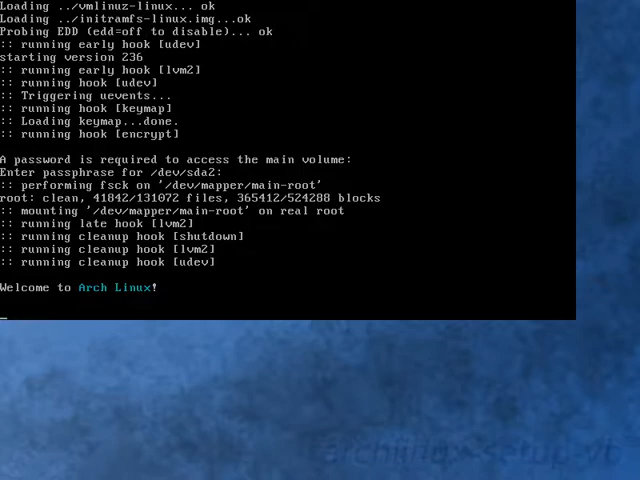 Loading ../vmlinuz-linux... ok
Loading ../initramfs-linux.img...ok
Probing EDD (edd=off to disable)... ok
:: running early hook [udev]
starting version 236
:: running early hook [lvm2]
:: running hook [udev]
:: Triggering uevents...
:: running hook [keymap]
:: Loading keymap...done.
:: running hook [encrypt]
A password is required to access the main volume:
Enter passphrase for /dev/sda2:
:: performing fsck on '/dev/mapper/main-root'
root: clean, 41842/131072 files, 365412/524288 blocks
:: mounting '/dev/mapper/main-root' on real root
:: running late hook [lvm2]
:: running cleanup hook [shutdown]
:: running cleanup hook [lvm2]
:: running cleanup hook [udev]
Welcome to Arch Linux!
archlinux-setup-vb